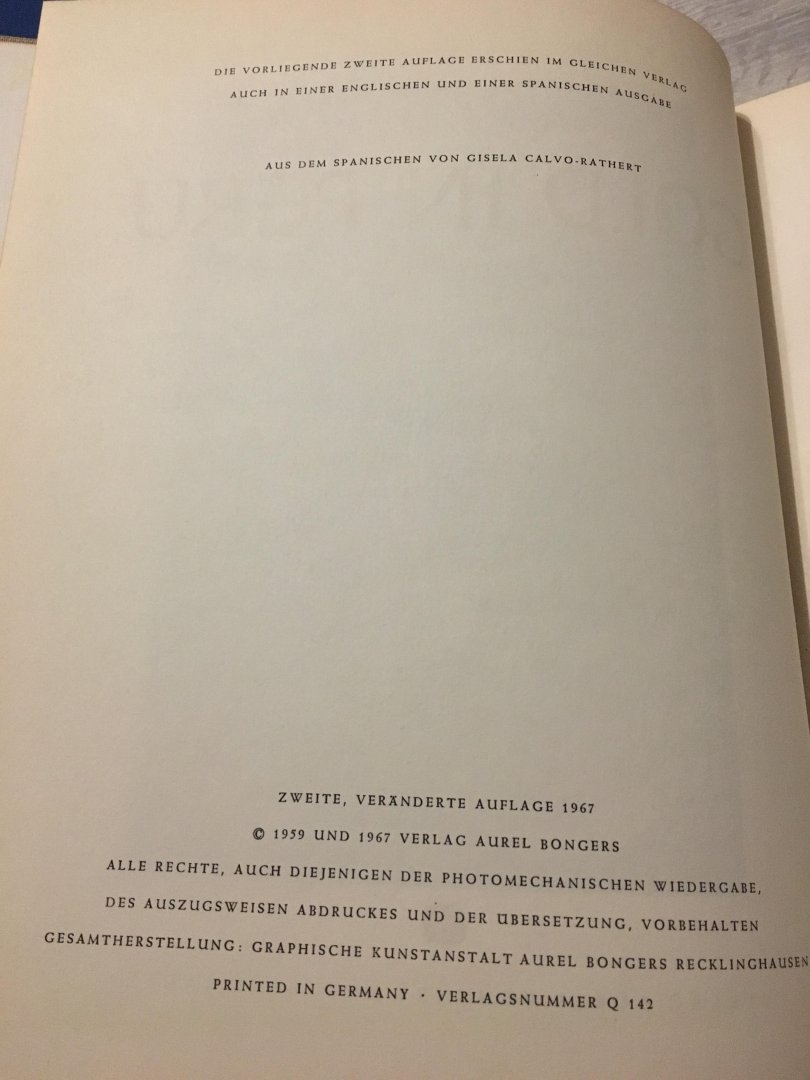 DIE VORLIEGENDE ZWEITE AUFLAGE ERSCHIEN IM GLEICHEN VERLAG
AUCH IN EINER ENGLISCHEN UND EINER SPANISCHEN AUSGABE
AUS DEM SPANISCHEN VON GISELA CALVO-RATHERT
ZWEITE, VERÄNDERTE AUFLAGE 1967
© 1959 UND 1967 VERLAG AUREL BONGERS
ALLE RECHTE, AUCH DIEJENIGEN DER PHOTOMECHANISCHEN WIEDERGABE,
DES AUSZUGSWEISEN ABDRUCKES UND DER ÜBERSETZUNG, VORBEHALTEN
GESAMTHERSTELLUNG: GRAPHISCHE KUNSTANSTALT AUREL BONGERS RECKLINGHAUSEN
PRINTED IN GERMANY · VERLAGSNUMMER Q 142